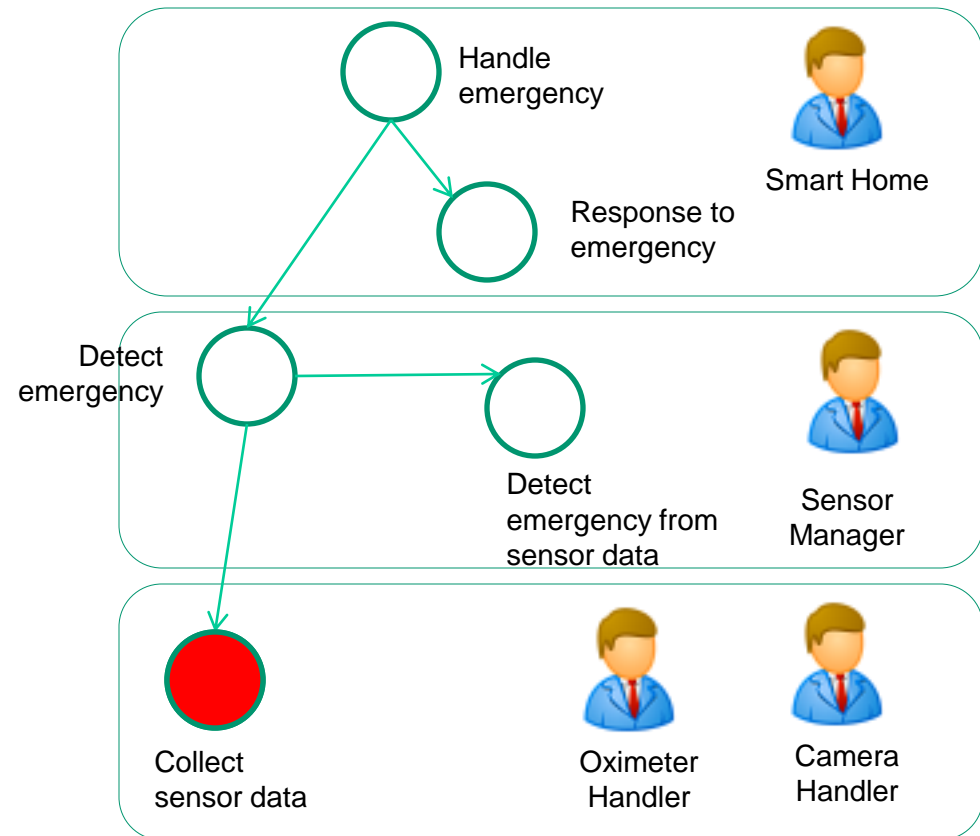 Handle
emergency
Smart Home
Response to
emergency
Detect
emergency
Detect
emergency from
sensor data
Sensor
Manager
Collect
sensor data
Oximeter
Handler
Camera
Handler